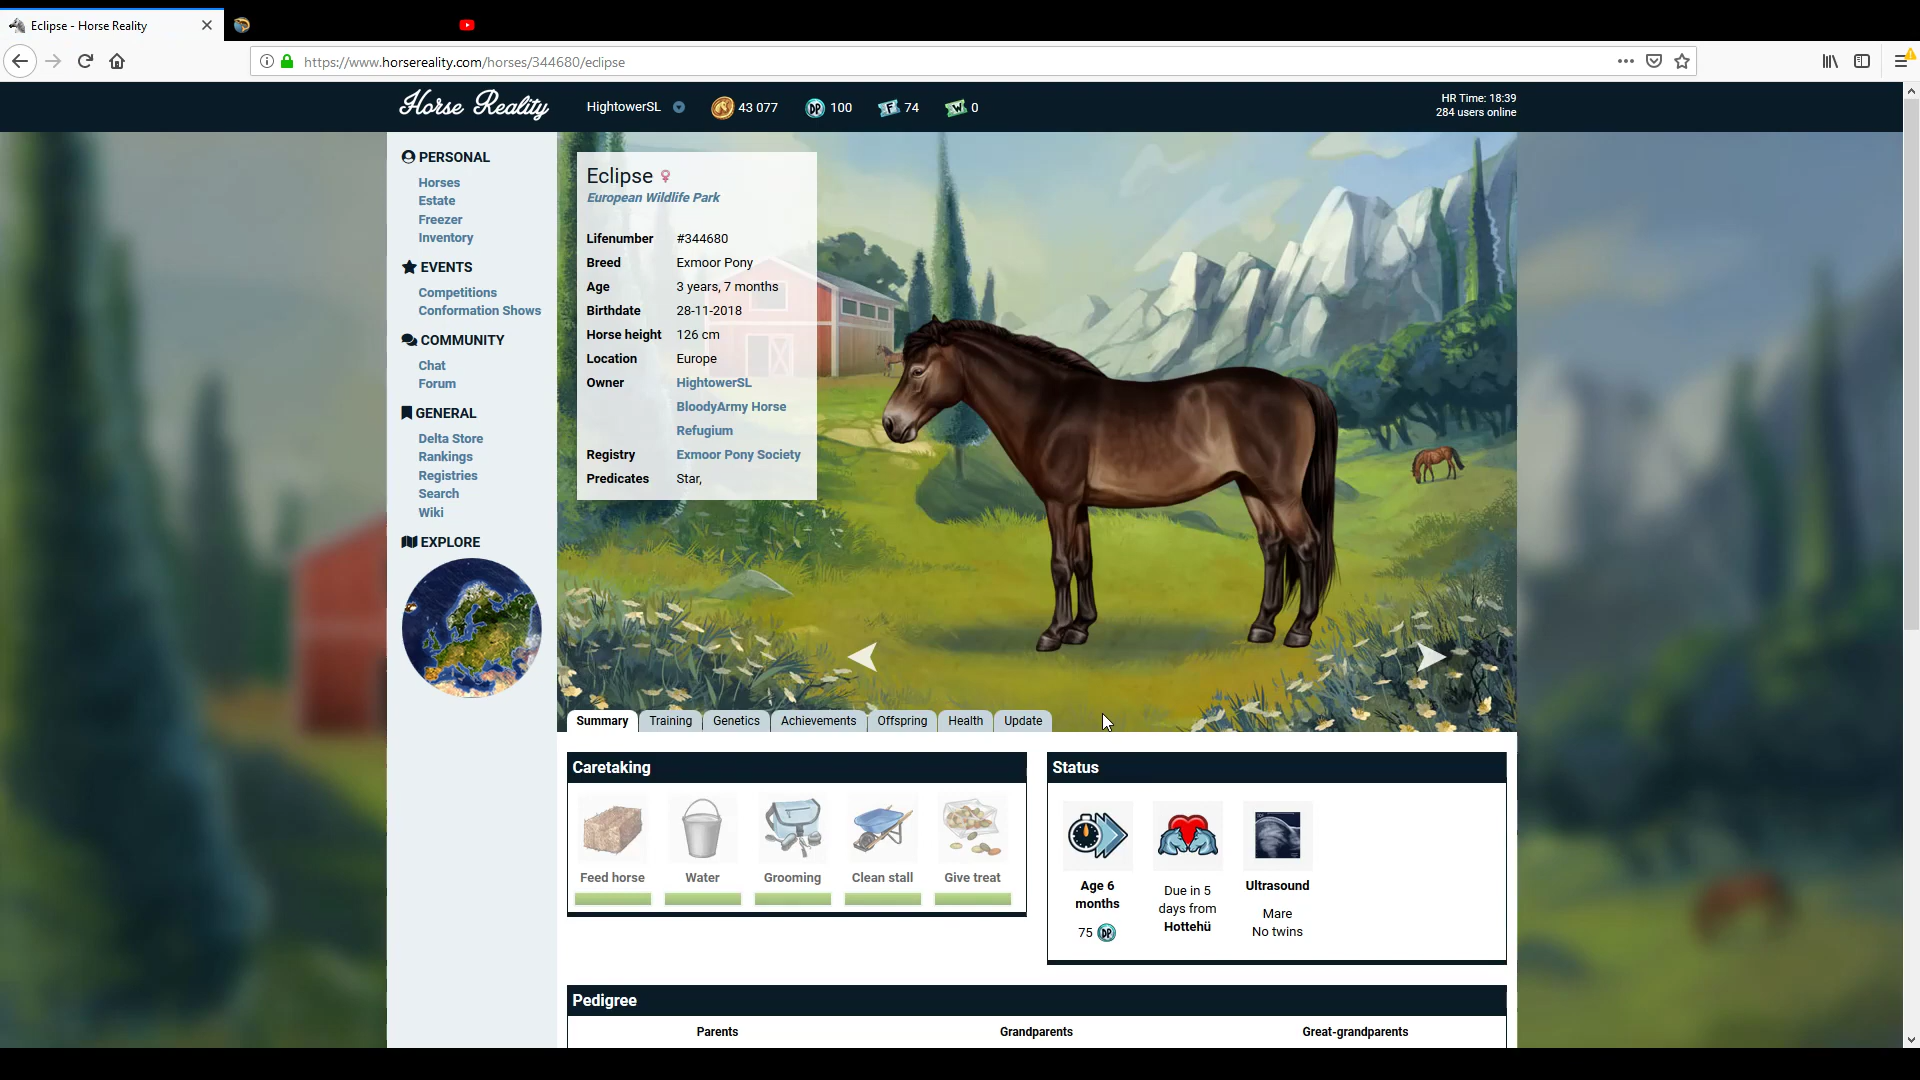 Eclipse - Horse Reality
https://www.horsereality.com/horses/344680/eclipse
Horse Reality
HightowerSL
43 077
DP
100
F
74
W
0
HR Time: 18:39
284 users online
PERSONAL
Horses
Estate
Freezer
Inventory
EVENTS
Competitions
Conformation Shows
COMMUNITY
Chat
Forum
GENERAL
Delta Store
Rankings
Registries
Search
Wiki
EXPLORE
Eclipse ♀
European Wildlife Park
Lifenumber #344680
Breed Exmoor Pony
Age 3 years, 7 months
Birthdate 28-11-2018
Horse height 126 cm
Location Europe
Owner HightowerSL
BloodyArmy Horse
Refugium
Registry Exmoor Pony Society
Predicates Star,
Summary Training Genetics Achievements Offspring Health Update
Caretaking
Feed horse
Water
Grooming
Clean stall
Give treat
Status
Age 6
months
75 DP
Due in 5
days from
Hottehü
Ultrasound
Mare
No twins
Pedigree
Parents Grandparents Great-grandparents